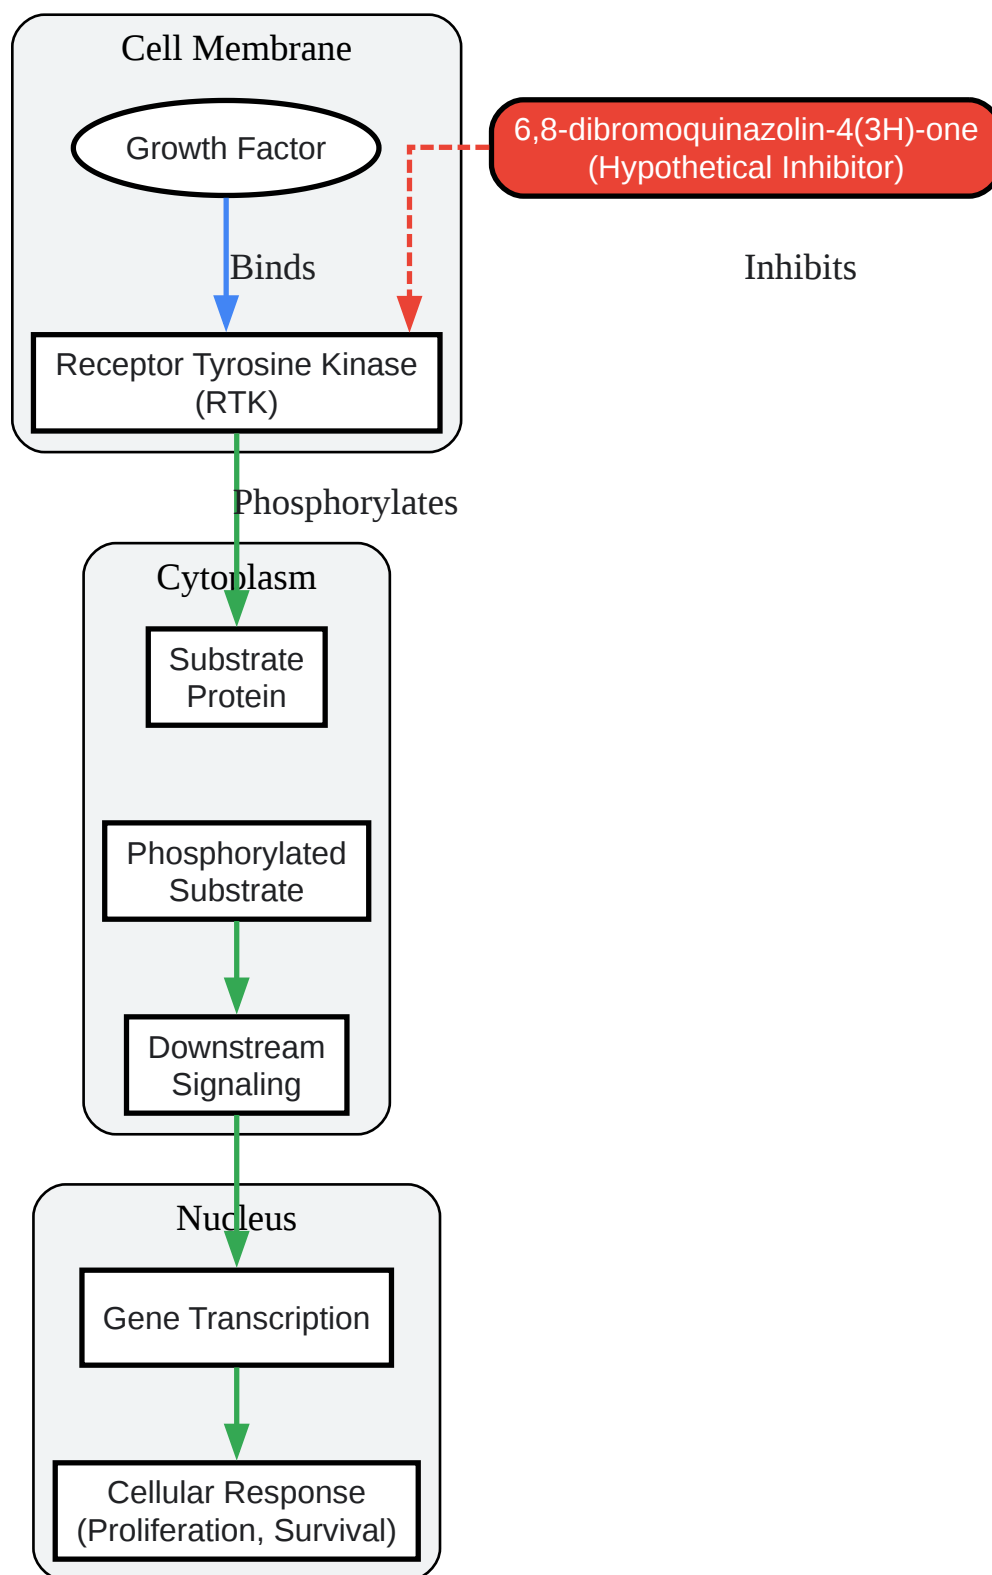 Cell Membrane
Growth Factor
6,8-dibromoquinazolin-4(3H)-one
(Hypothetical Inhibitor)
Binds
Inhibits
Receptor Tyrosine Kinase
(RTK)
Phosphorylates
Cytoplasm
Substrate
Protein
Phosphorylated
Substrate
Downstream
Signaling
Nucleus
Gene Transcription
Cellular Response
(Proliferation, Survival)